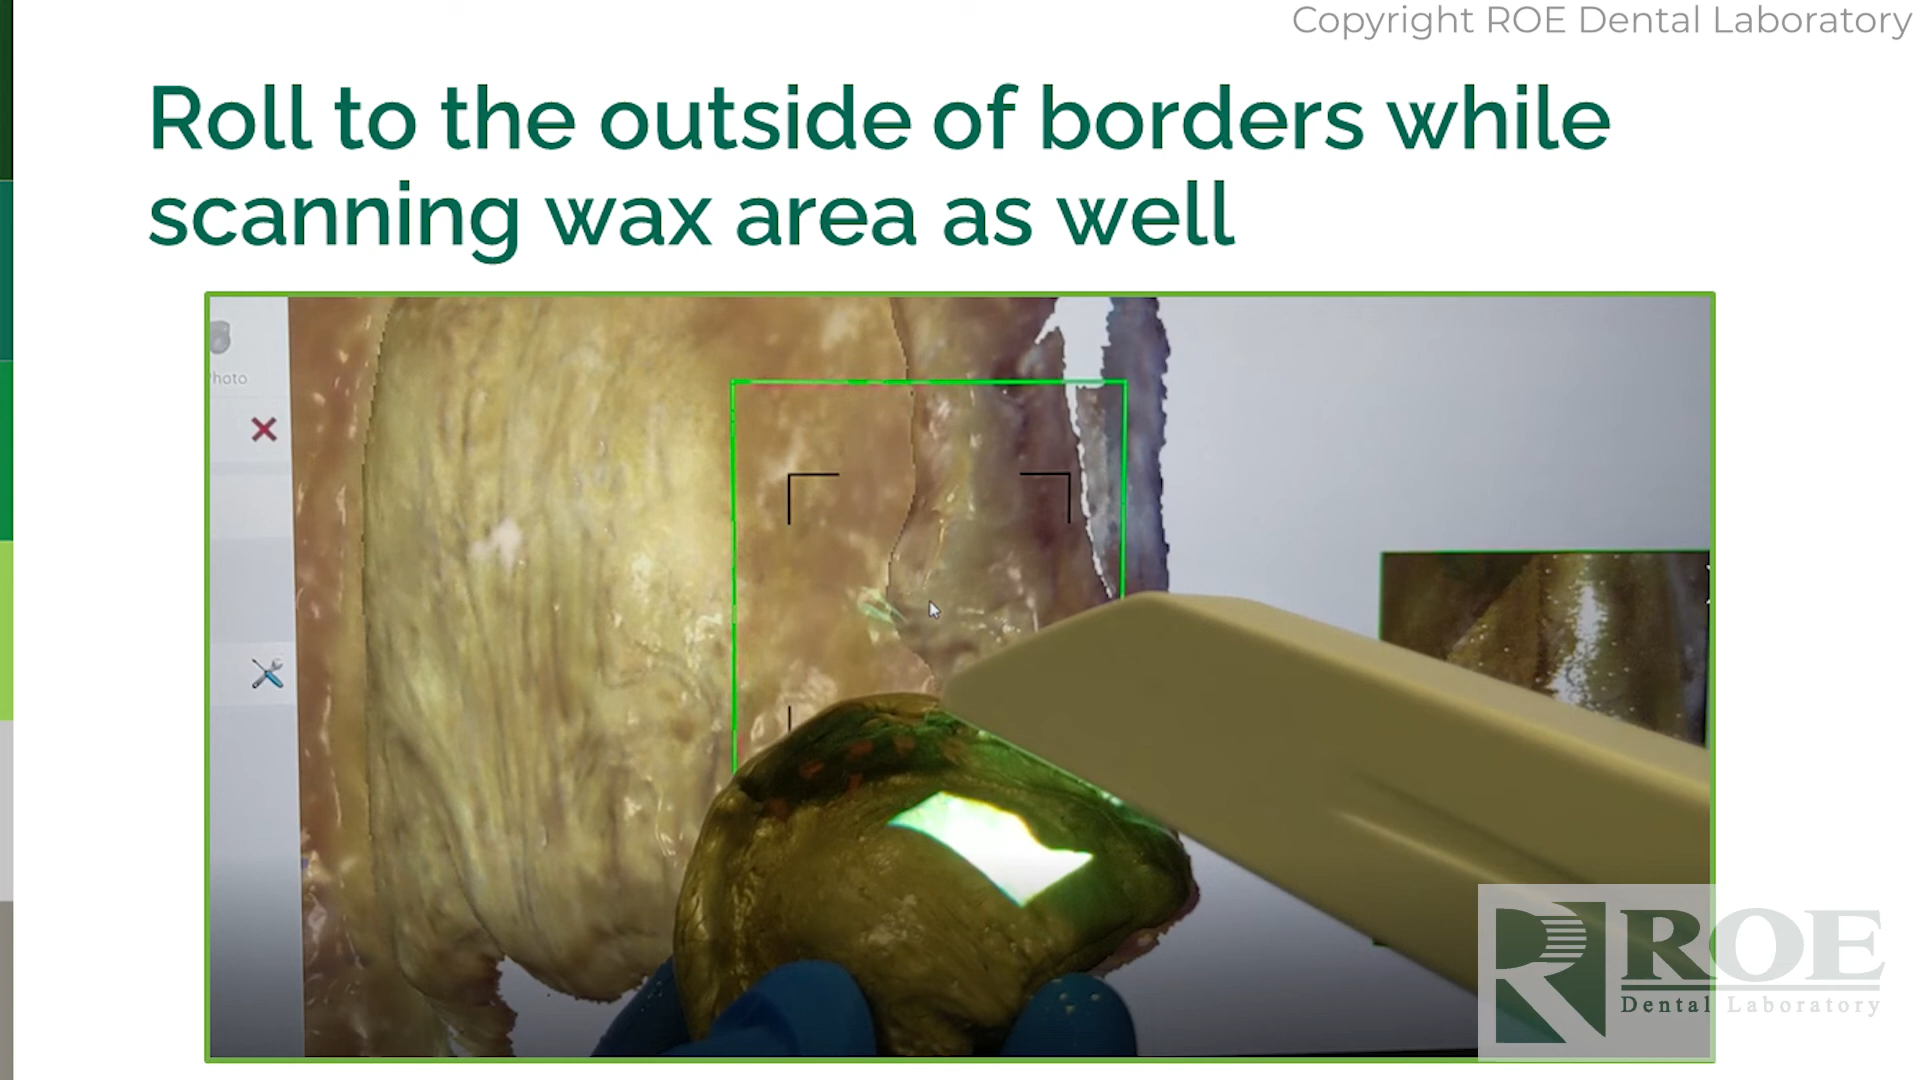 Copyright ROE Dental Laboratory
Roll to the outside of borders while
scanning wax area as well
ROE
Dental Laboratory